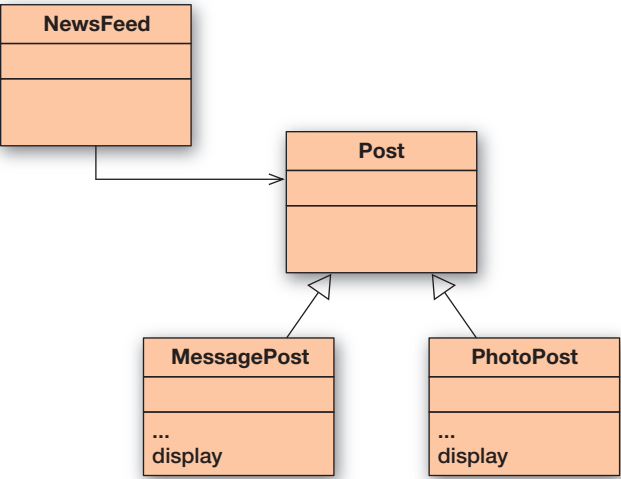 NewsFeed
Post
MessagePost
...
display
PhotoPost
...
display